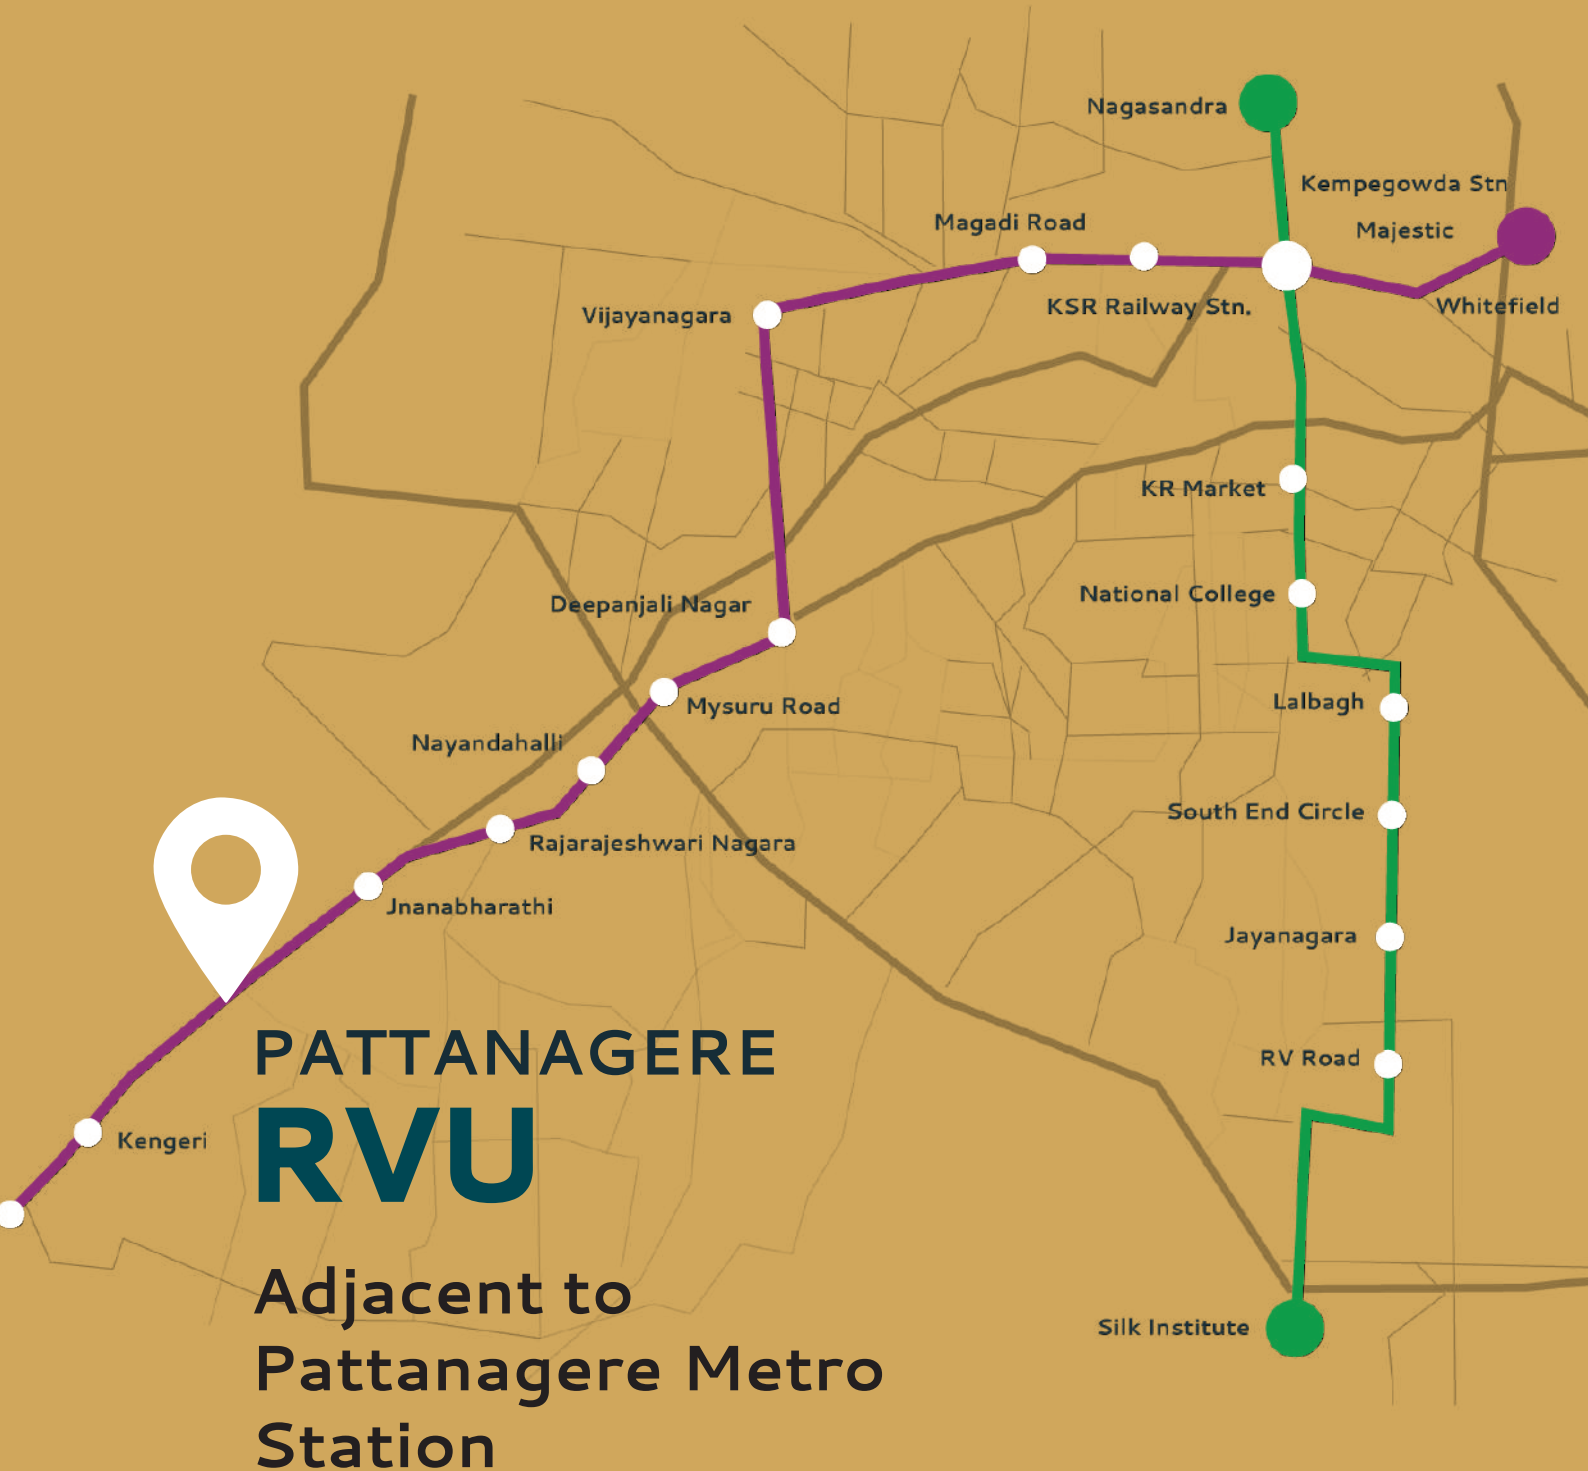 Nagasandra
Kempegowda Stn
Majestic
Magadi Road
Whitefield
KSR Railway Stn.
Vijayanagara
KR Market
National College
Deepanjali Nagar
Lalbagh
Mysuru Road
Nayandahalli
South End Circle
Rajarajeshwari Nagara
Jnanabharathi
Jayanagara
PATTANAGERE
RV Road
Kengeri
RVU
Adjacent to
Pattanagere Metro
Station
Silk Institute